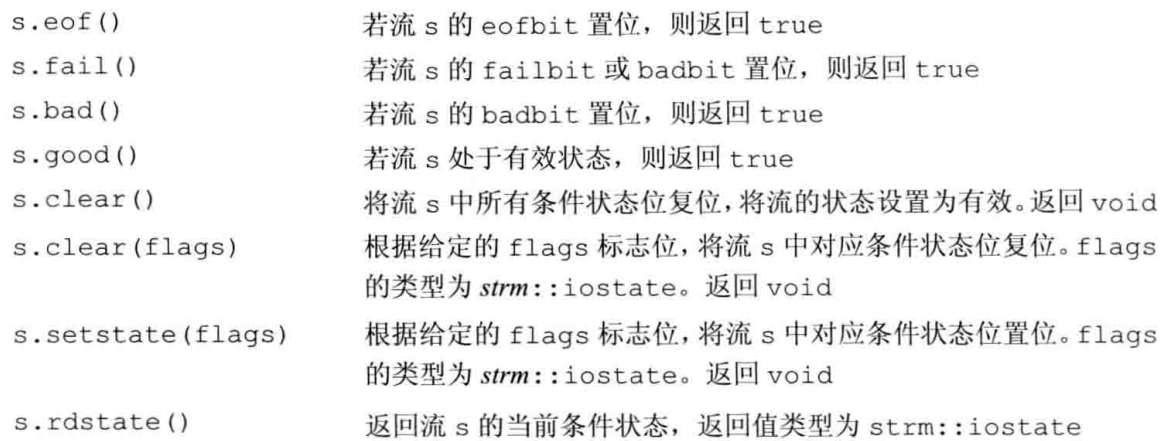 s.eof() 若流 s 的 eofbit 置位，则返回 true
s.fail() 若流 s 的 failbit 或 badbit 置位，则返回 true
s.bad() 若流 s 的 badbit 置位，则返回 true
s.good() 若流 s 处于有效状态，则返回 true
s.clear() 将流 s 中所有条件状态位复位，将流的状态设置为有效。返回 void
s.clear(flags) 根据给定的 flags 标志位，将流 s 中对应条件状态位复位。flags
的类型为 strm::iostate。返回 void
s.setstate(flags) 根据给定的 flags 标志位，将流 s 中对应条件状态位置位。flags
的类型为 strm::iostate。返回 void
s.rdstate() 返回流 s 的当前条件状态，返回值类型为 strm::iostate